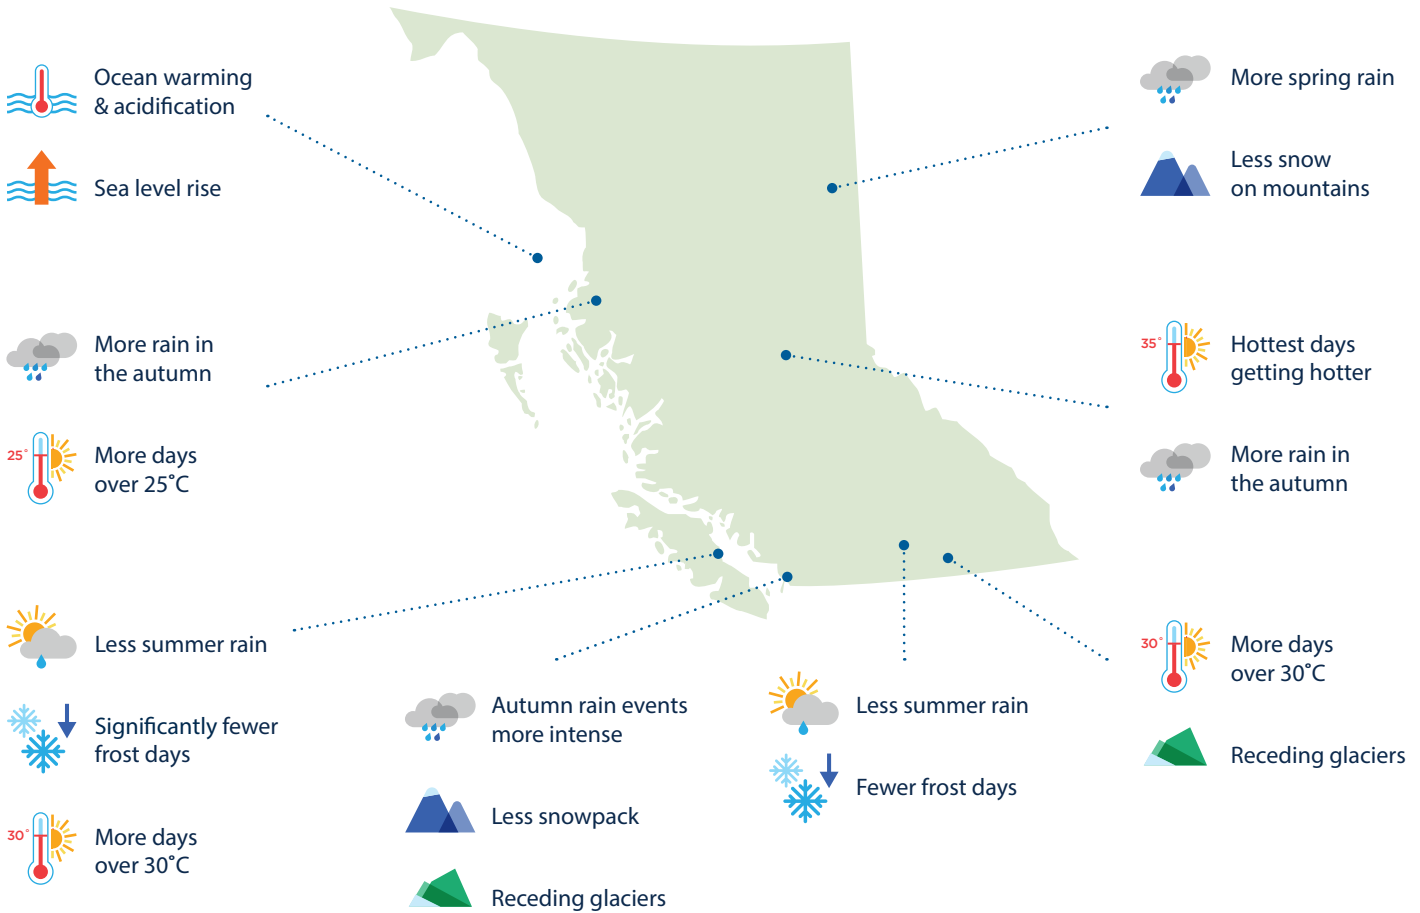 Ocean warming
& acidification
Sea level rise
More rain in
the autumn
25°
More days
over 25°C
Less summer rain
Significantly fewer
frost days
30°
More days
over 30°C
Autumn rain events
more intense
Less snowpack
Receding glaciers
Less summer rain
Fewer frost days
More spring rain
Less snow
on mountains
35°
Hottest days
getting hotter
More rain in
the autumn
30°
More days
over 30°C
Receding glaciers